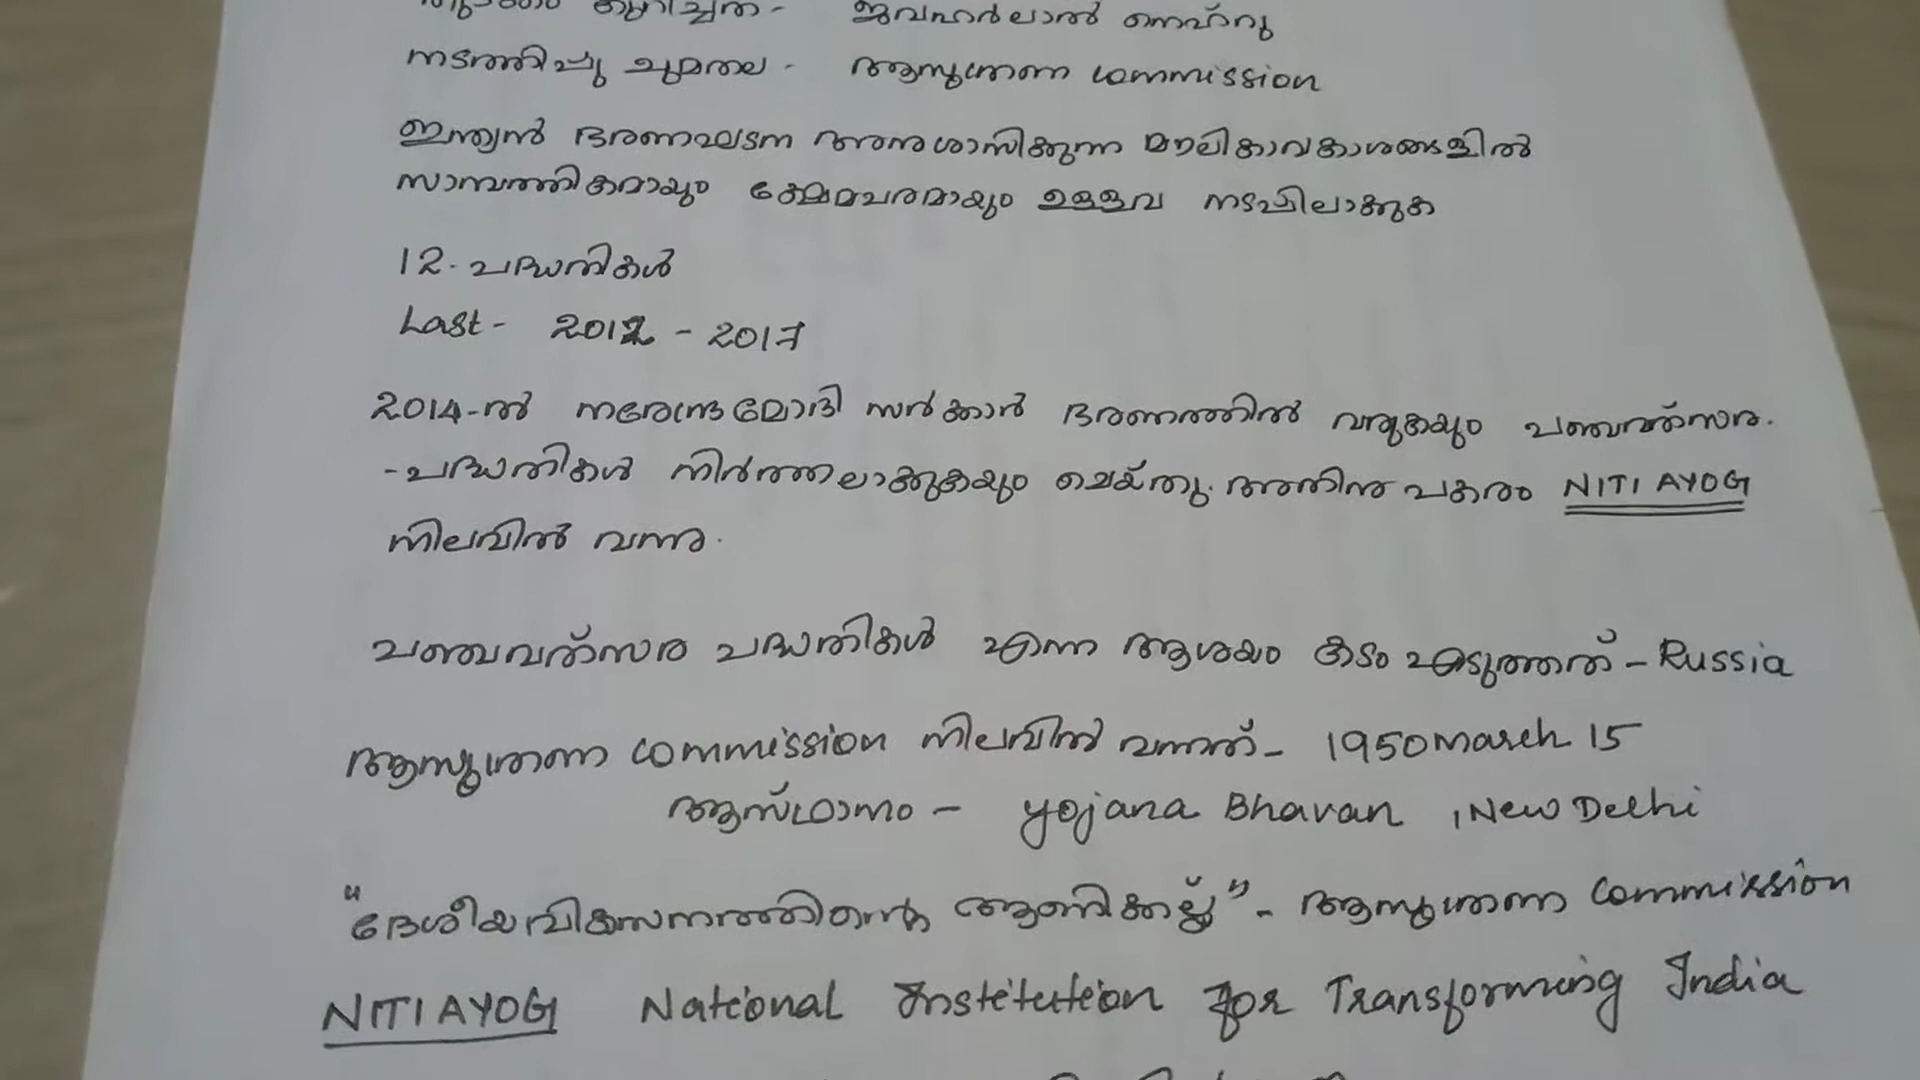 തുടക്കം കുറിച്ചത - ജവഹർലാൽ നെഹ്റു
നടത്തിപ്പു ചുമതല - ആസൂത്രണ commission
ഇന്ത്യൻ ഭരണഘടന അനുശാസിക്കുന്ന മൗലികാവകാശങ്ങളിൽ
സാമ്പത്തികമായും ക്ഷേമപരമായും ഉള്ളവ നടപ്പിലാക്കുക
12. പദ്ധതികൾ
Last - 2012 - 2017
2014-ൽ നരേന്ദ്രമോദി സർക്കാർ ഭരണത്തിൽ വരുകയും പഞ്ചവത്സര.
-പദ്ധതികൾ നിർത്തലാക്കുകയും ചെയ്തു. അതിനു പകരം NITI AYOG
നിലവിൽ വന്നു.
പഞ്ചവത്സര പദ്ധതികൾ എന്ന ആശയം കടം എടുത്തത് - Russia
ആസൂത്രണ commission നിലവിൽ വന്നത് - 1950 march 15
ആസ്ഥാനം - yojana Bhavan , New Delhi
"ദേശീയവികസനത്തിന്റെ ആണിക്കല്ല്" - ആസൂത്രണ Commission
NITI AYOG National Institution for Transforming India